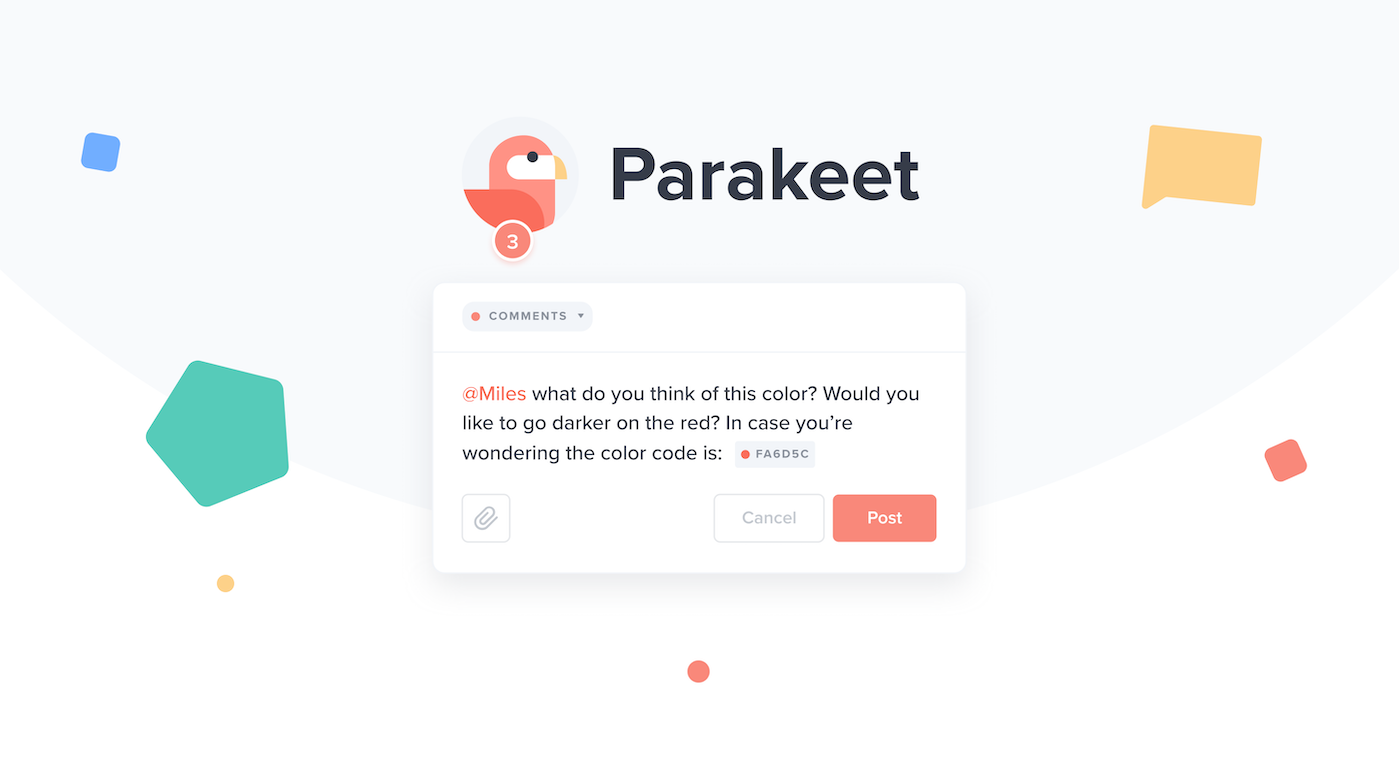 Parakeet
3
COMMENTS
@Miles what do you think of this color? Would you
like to go darker on the red? In case you’re
wondering the color code is: FA6D5C
Cancel Post